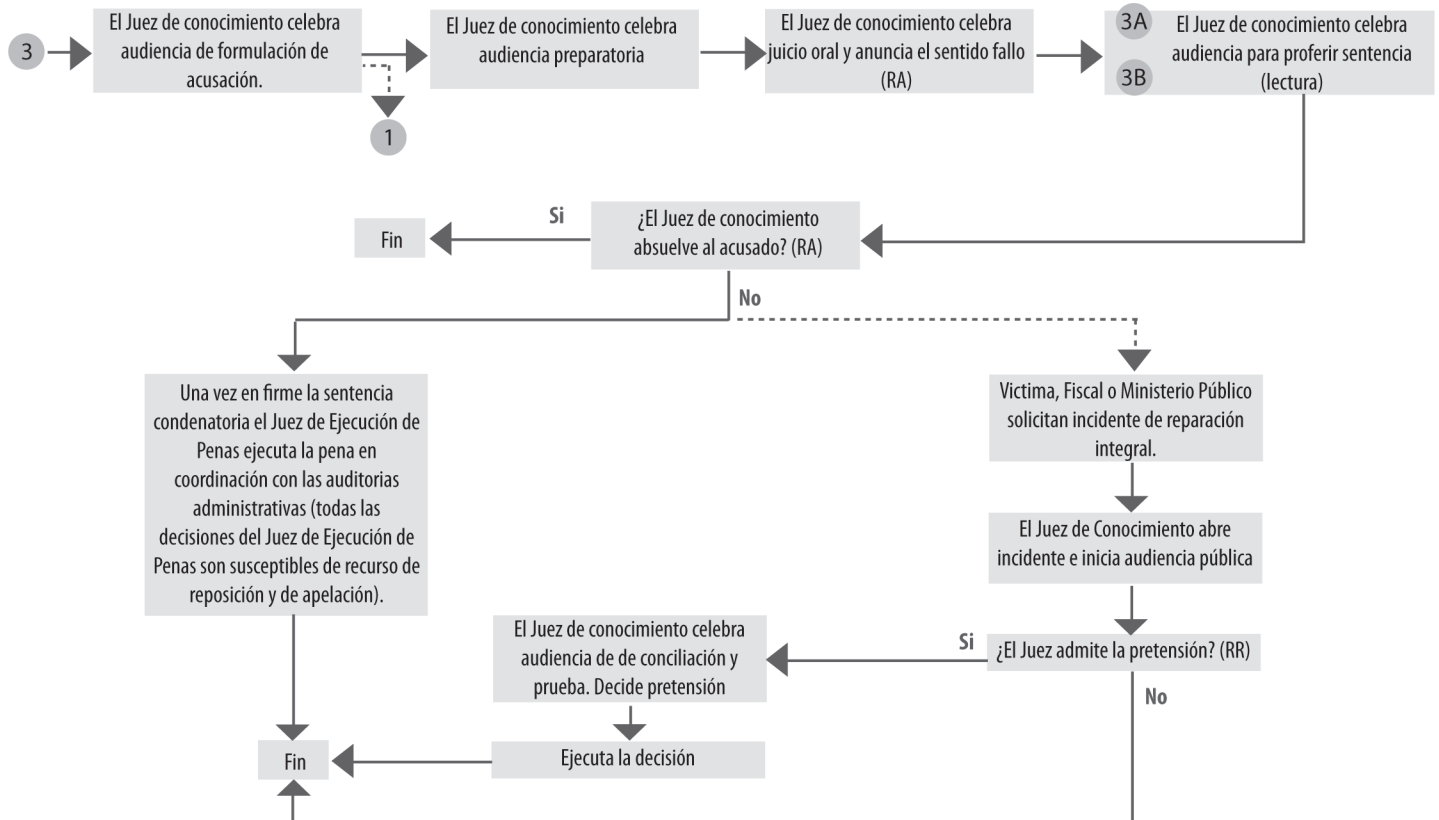 3
El Juez de conocimiento celebra
audiencia de formulación de
acusación.
1
El Juez de conocimiento celebra
audiencia preparatoria
El Juez de conocimiento celebra
juicio oral y anuncia el sentido fallo
(RA)
3A
3B
El Juez de conocimiento celebra
audiencia para proferir sentencia
(lectura)
¿El Juez de conocimiento
absuelve al acusado? (RA)
Si
Fin
No
Una vez en firme la sentencia
condenatoria el Juez de Ejecución de
Penas ejecuta la pena en
coordinación con las auditorias
administrativas (todas las
decisiones del Juez de Ejecución de
Penas son susceptibles de recurso de
reposición y de apelación).
Victima, Fiscal o Ministerio Público
solicitan incidente de reparación
integral.
El Juez de Conocimiento abre
incidente e inicia audiencia pública
¿El Juez admite la pretensión? (RR)
Si
No
El Juez de conocimiento celebra
audiencia de de conciliación y
prueba. Decide pretensión
Ejecuta la decisión
Fin